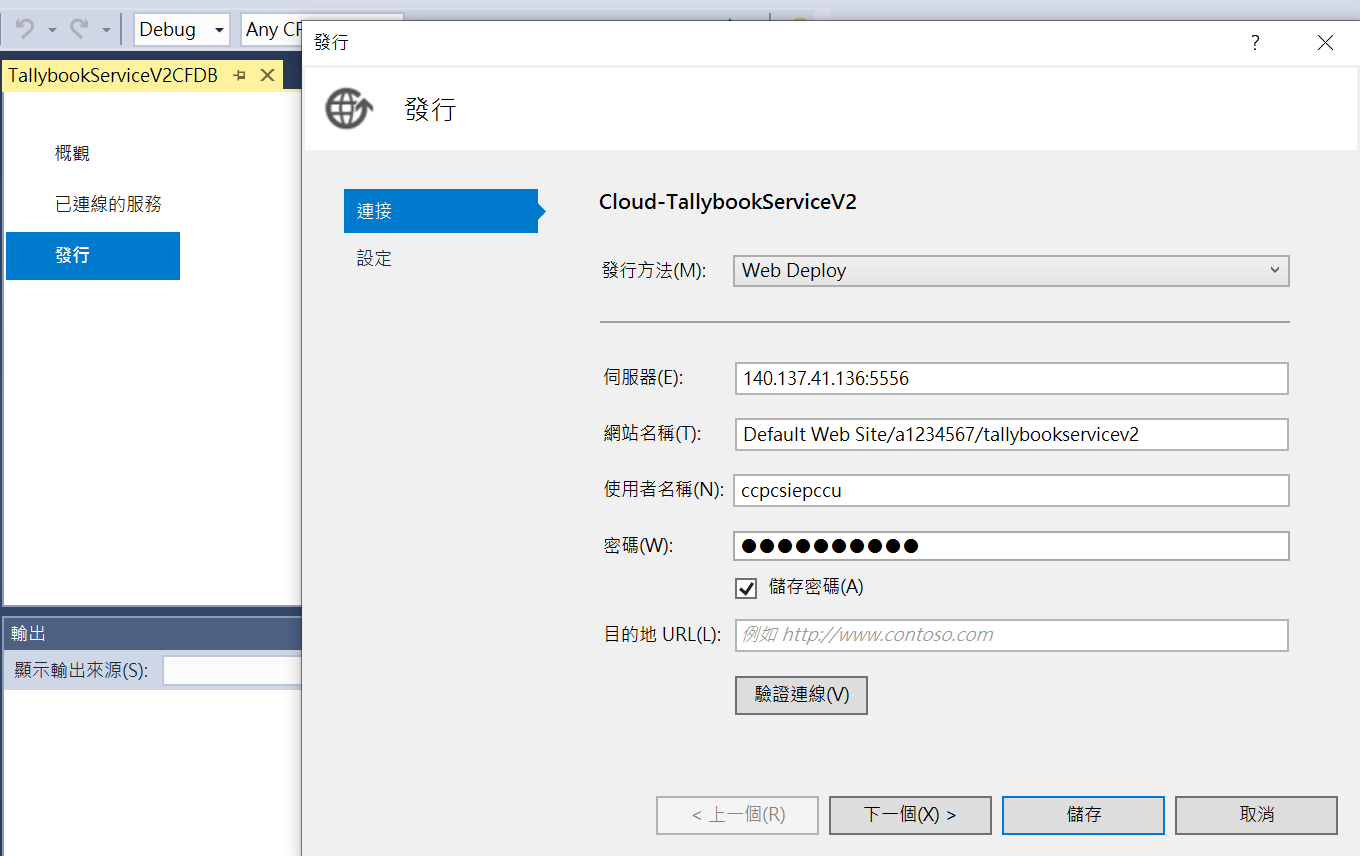 Debug
Any CP
發行
?
TallybookServiceV2CFDB
發行
概觀
已連線的服務
發行
連接
設定
Cloud-TallybookServiceV2
發行方法(M): Web Deploy
伺服器(E): 140.137.41.136:5556
網站名稱(T): Default Web Site/a1234567/tallybookservicev2
使用者名稱(N): ccpcsiepccu
密碼(W): ●●●●●●●●●●
儲存密碼(A)
目的地 URL(L): 例如 http://www.contoso.com
驗證連線(V)
輸出
顯示輸出來源(S):
< 上一個(R) 下一個(X) > 儲存 取消